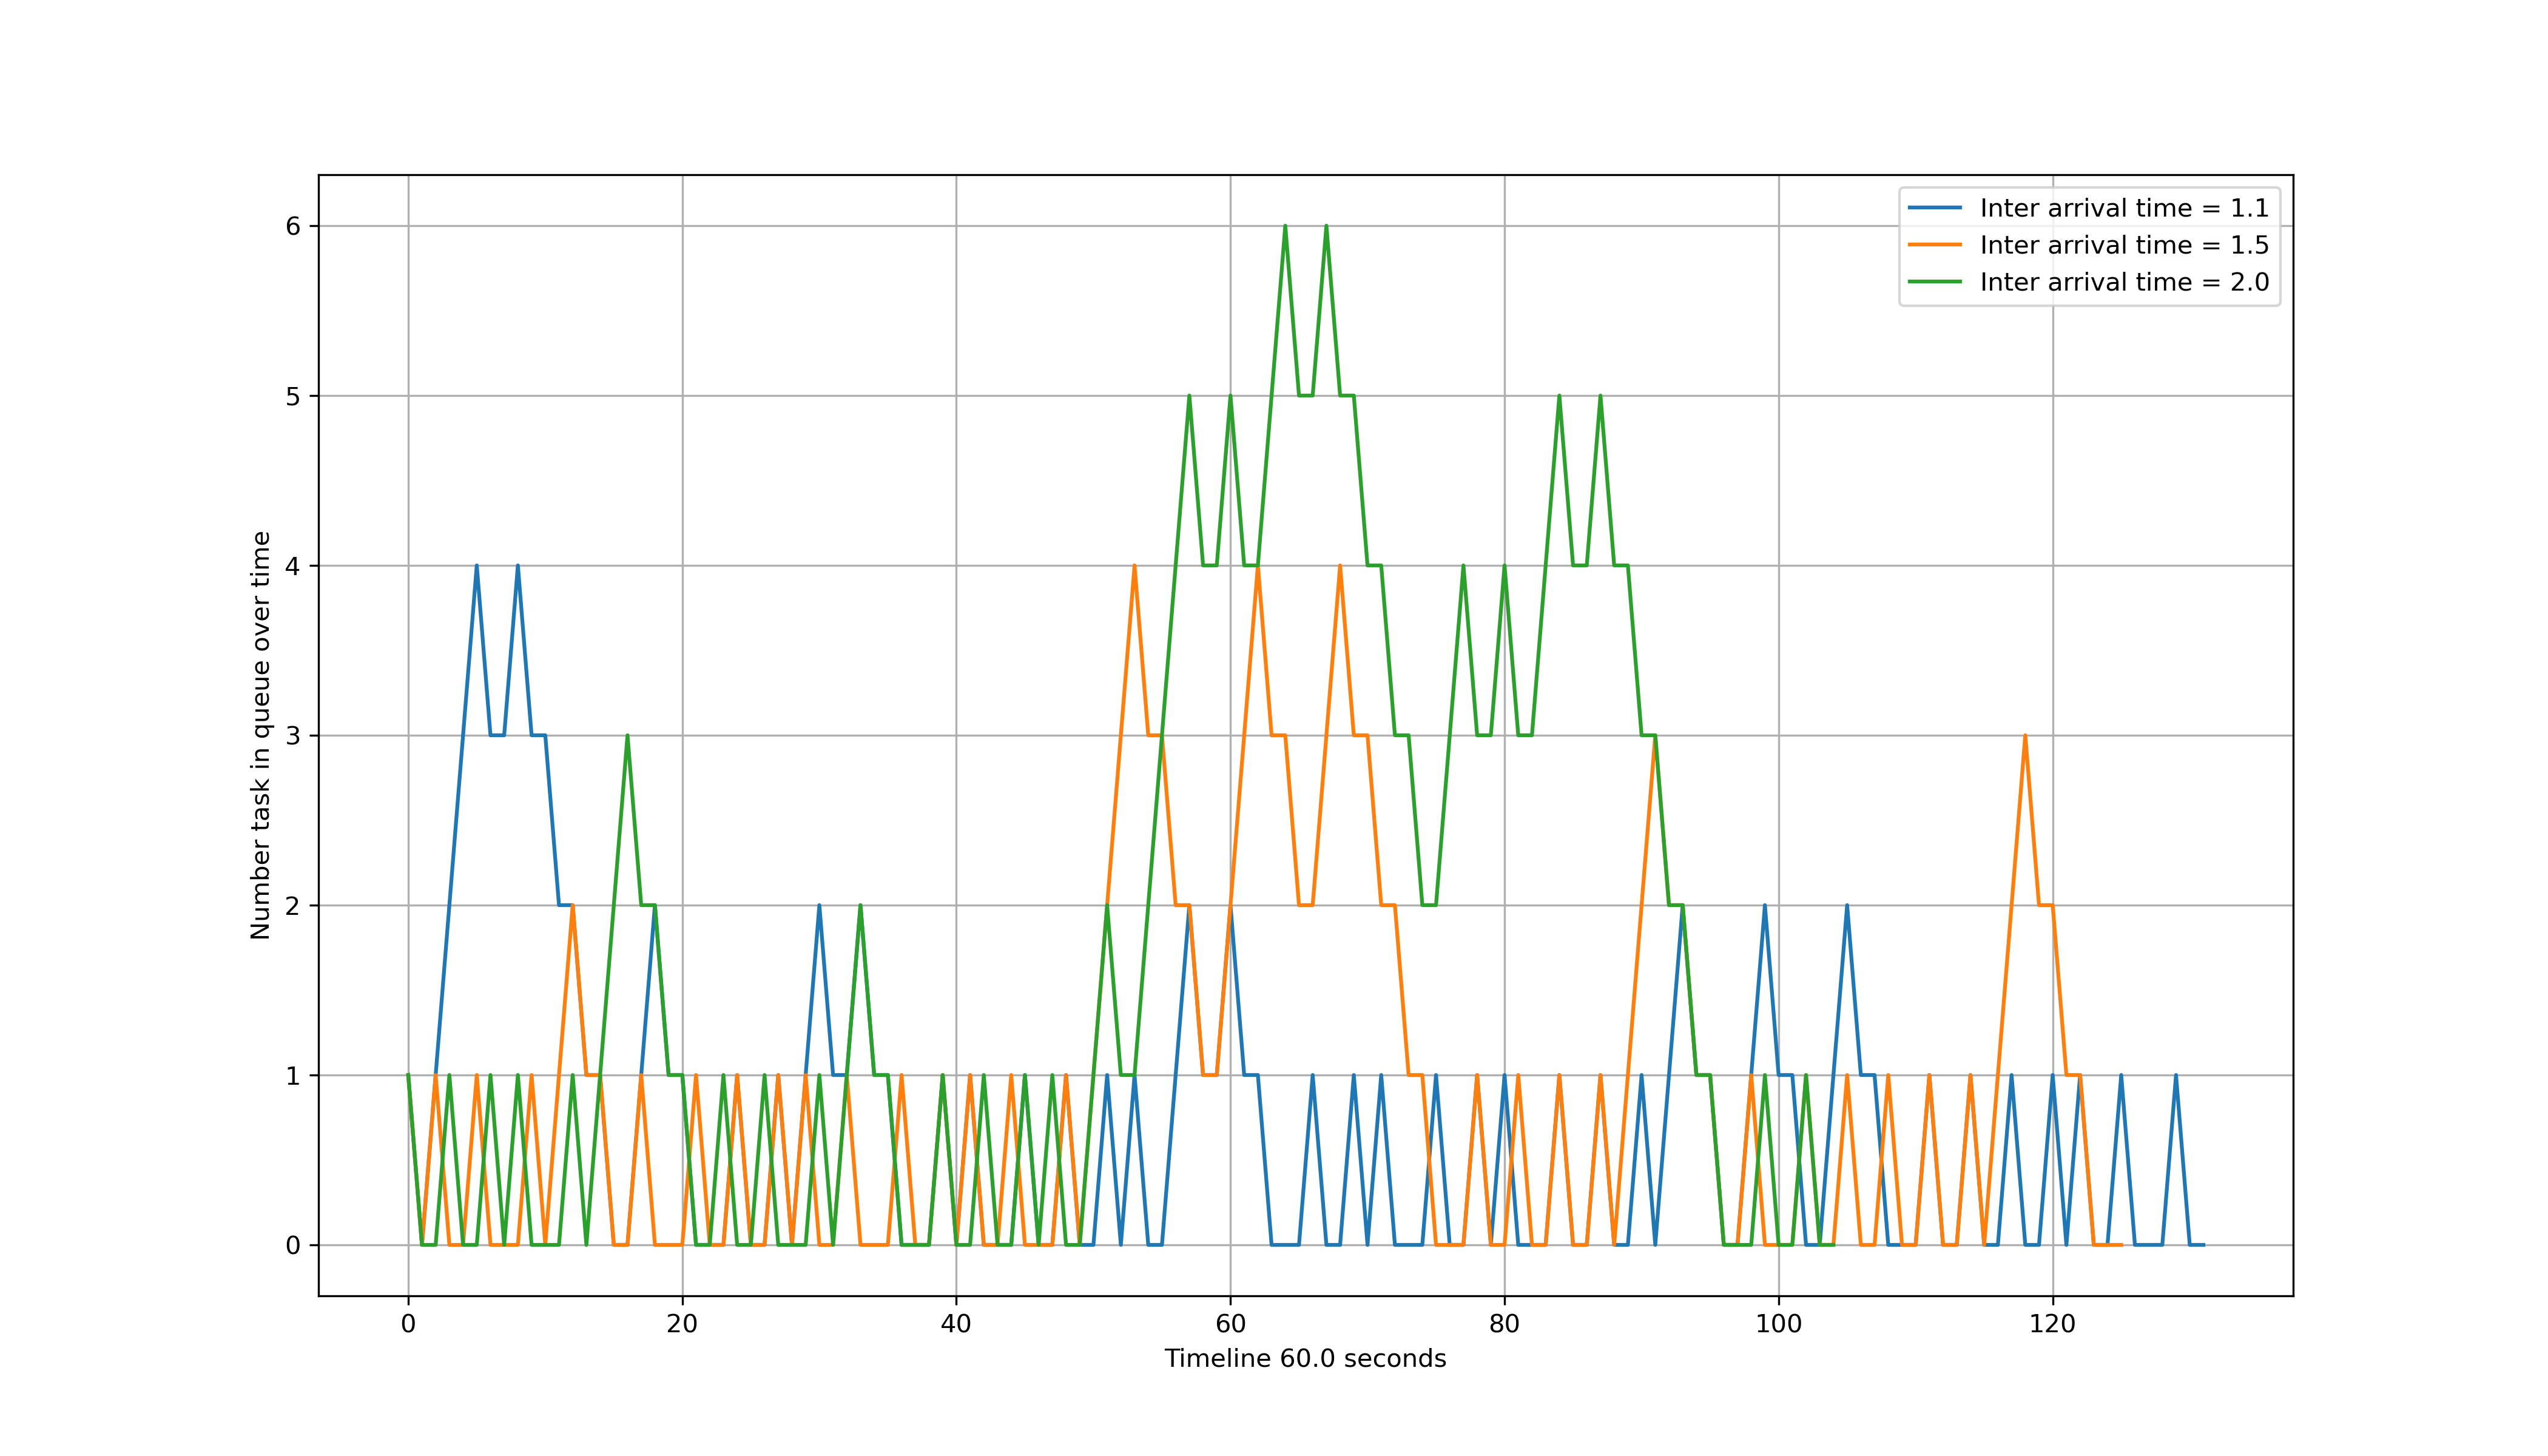 Inter arrival time = 1.1
Inter arrival time = 1.5
Inter arrival time = 2.0
Number task in queue over time
6
5
4
3
2
1
0
0 20 40 60 80 100 120
Timeline 60.0 seconds